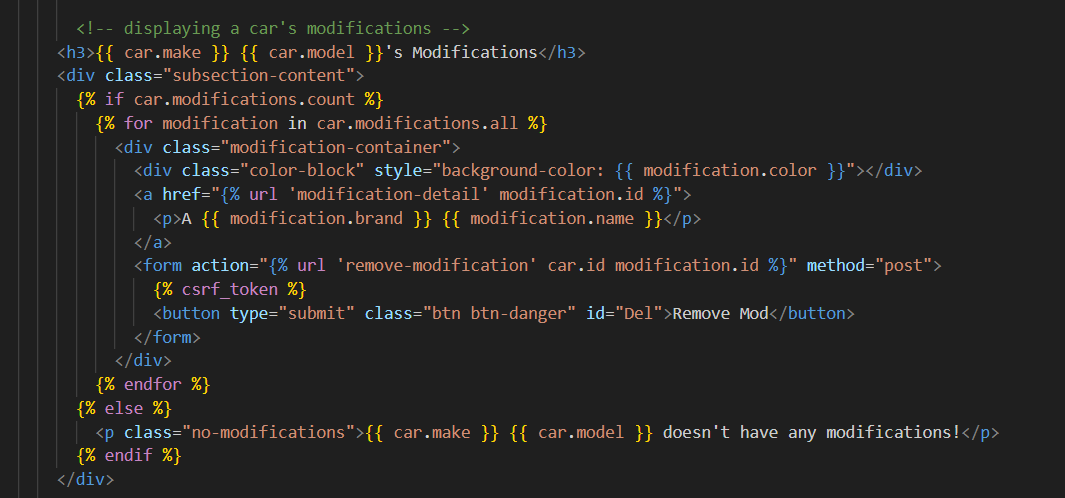 <!-- displaying a car's modifications -->
<h3>{{ car.make }} {{ car.model }}'s Modifications</h3>
<div class="subsection-content">
{% if car.modifications.count %}
{% for modification in car.modifications.all %}
<div class="modification-container">
<div class="color-block" style="background-color: {{ modification.color }}"></div>
<a href="{% url 'modification-detail' modification.id %}">
<p>A {{ modification.brand }} {{ modification.name }}</p>
</a>
<form action="{% url 'remove-modification' car.id modification.id %}" method="post">
{% csrf_token %}
<button type="submit" class="btn btn-danger" id="Del">Remove Mod</button>
</form>
</div>
{% endfor %}
{% else %}
<p class="no-modifications">{{ car.make }} {{ car.model }} doesn't have any modifications!</p>
{% endif %}
</div>